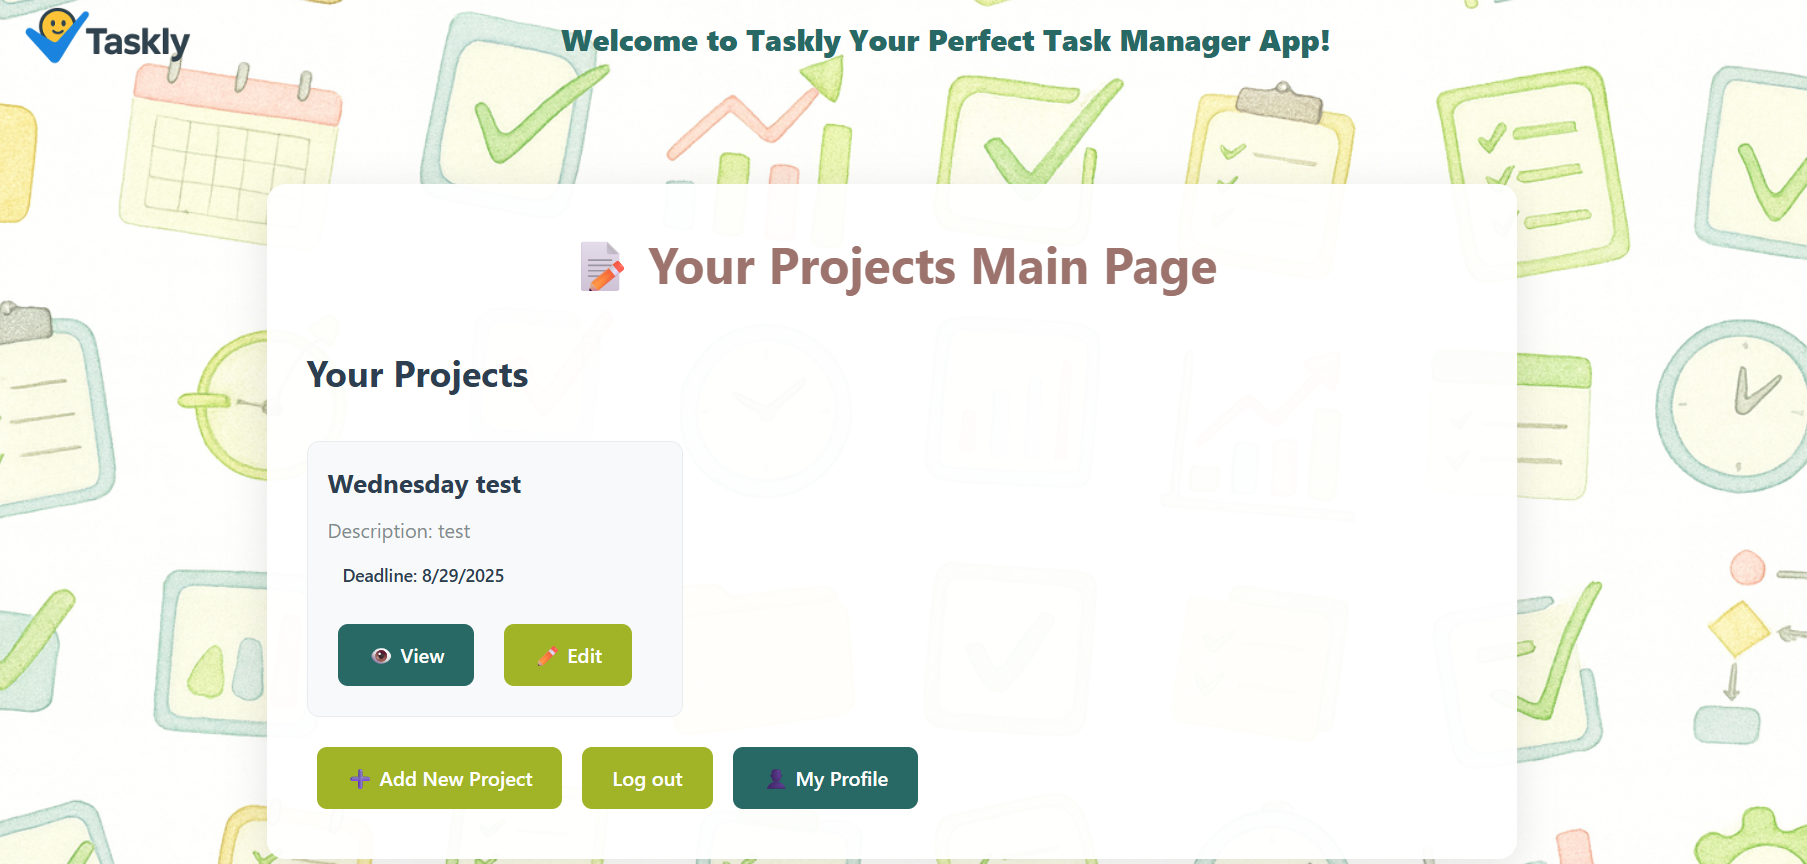 Taskly
Welcome to Taskly Your Perfect Task Manager App!
Your Projects Main Page
Your Projects
Wednesday test
Description: test
Deadline: 8/29/2025
View
Edit
Add New Project
Log out
My Profile